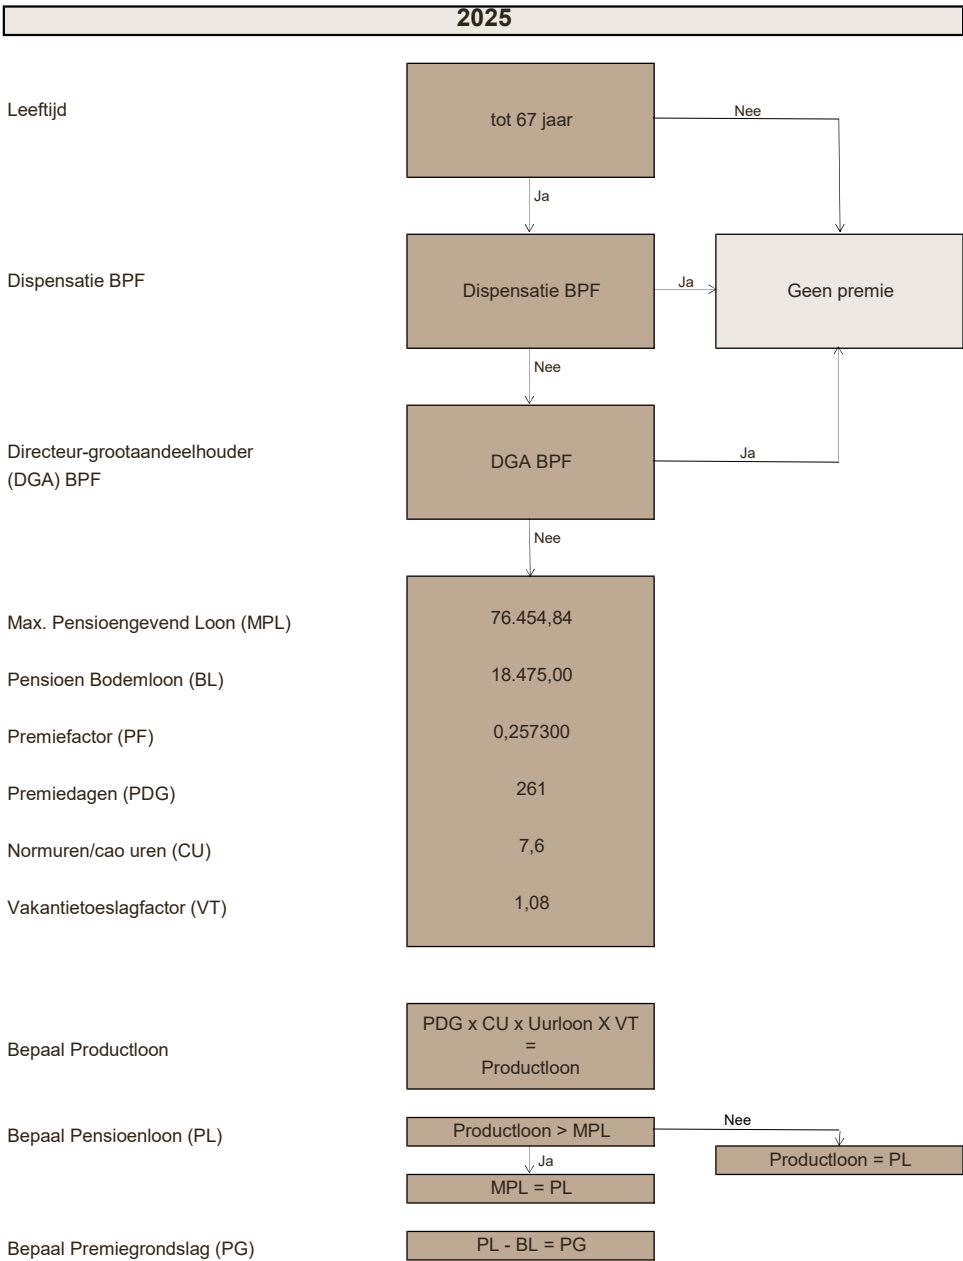 2025
Leeftijd
tot 67 jaar
Nee
Ja
Dispensatie BPF
Dispensatie BPF
Ja
Geen premie
Nee
Directeur-grootaandeelhouder
(DGA) BPF
DGA BPF
Ja
Nee
Max. Pensioengevend Loon (MPL)
76.454,84
Pensioen Bodemloon (BL)
18.475,00
Premiefactor (PF)
0,257300
Premiedagen (PDG)
261
Normuren/cao uren (CU)
7,6
Vakantietoeslagfactor (VT)
1,08
Bepaal Productloon
PDG x CU x Uurloon X VT
=
Productloon
Bepaal Pensioenloon (PL)
Productloon > MPL
Nee
Productloon = PL
Ja
MPL = PL
Bepaal Premiegrondslag (PG)
PL - BL = PG